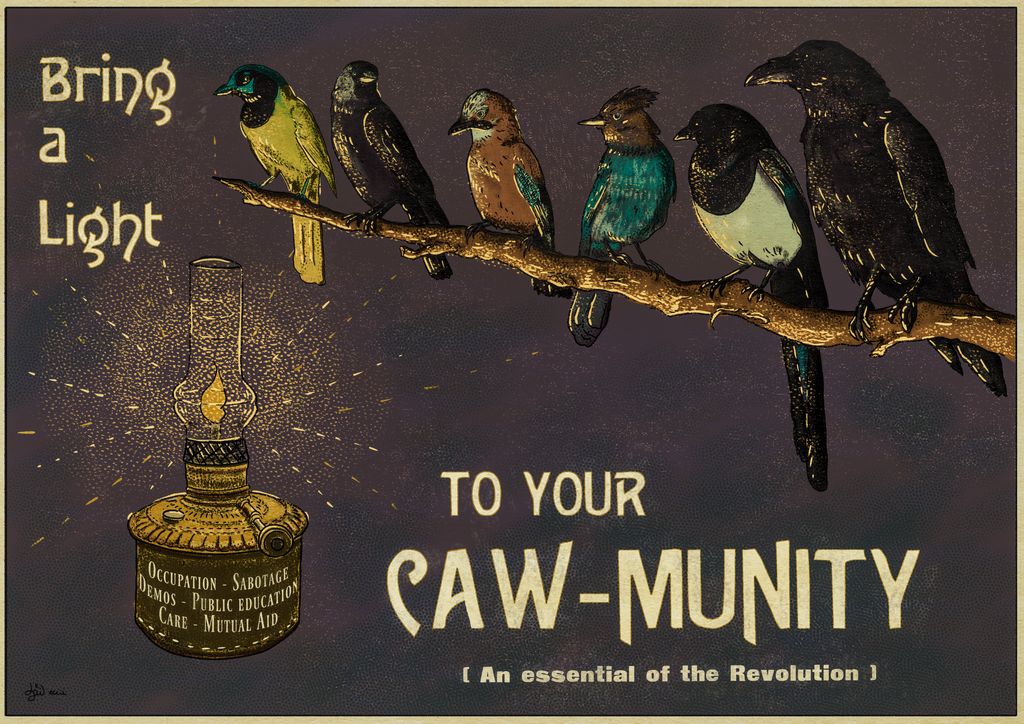 Bring
a
Light
TO YOUR
CAW-MUNITY
( An essential of the Revolution )
Occupation - Sabotage
Demos - Public education
Care - Mutual Aid